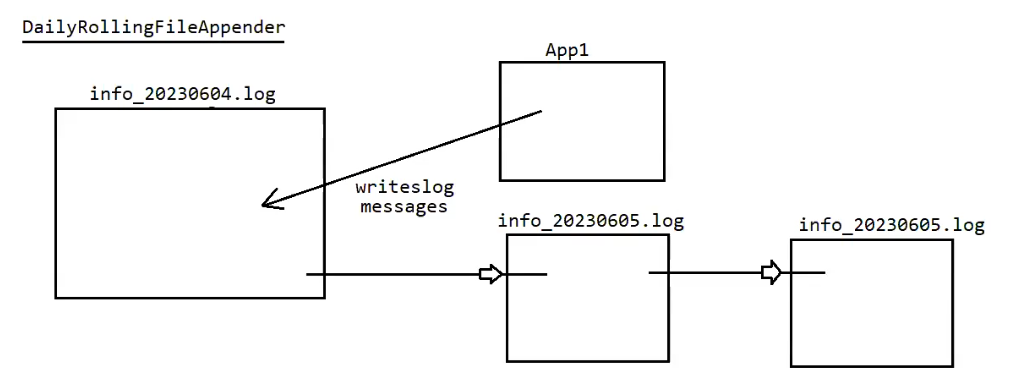 DailyRollingFileAppender
App1
info_20230604.log
writeslog
messages
info_20230605.log
info_20230605.log